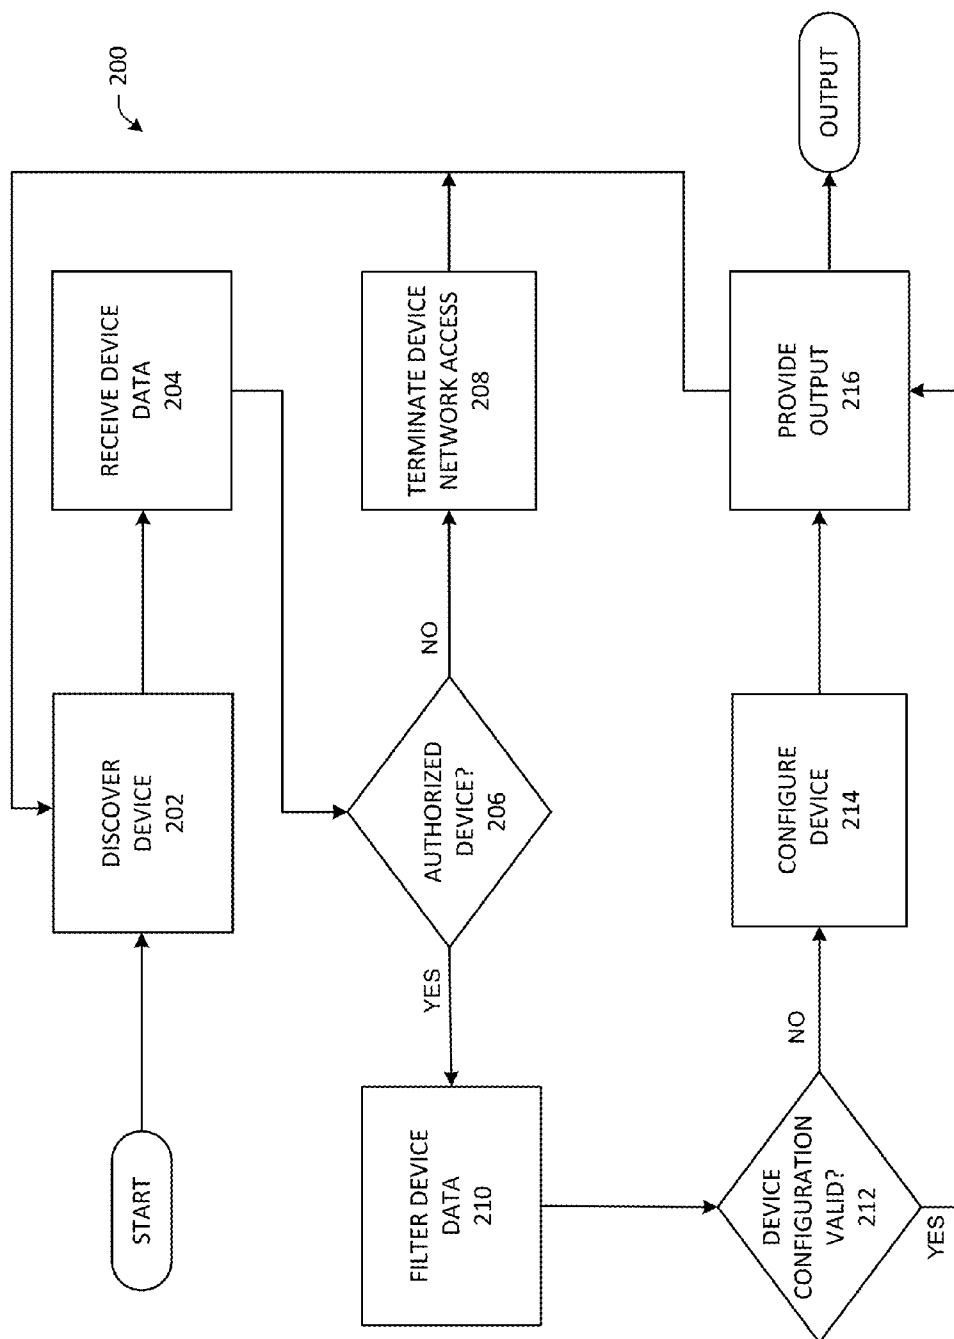 200
START
DISCOVER
DEVICE
202
RECEIVE DEVICE
DATA
204
FILTER DEVICE
DATA
210
YES
AUTHORIZED
DEVICE?
206
NO
TERMINATE DEVICE
NETWORK ACCESS
208
DEVICE
CONFIGURATION
VALID?
212
YES
NO
CONFIGURE
DEVICE
214
PROVIDE
OUTPUT
216
OUTPUT